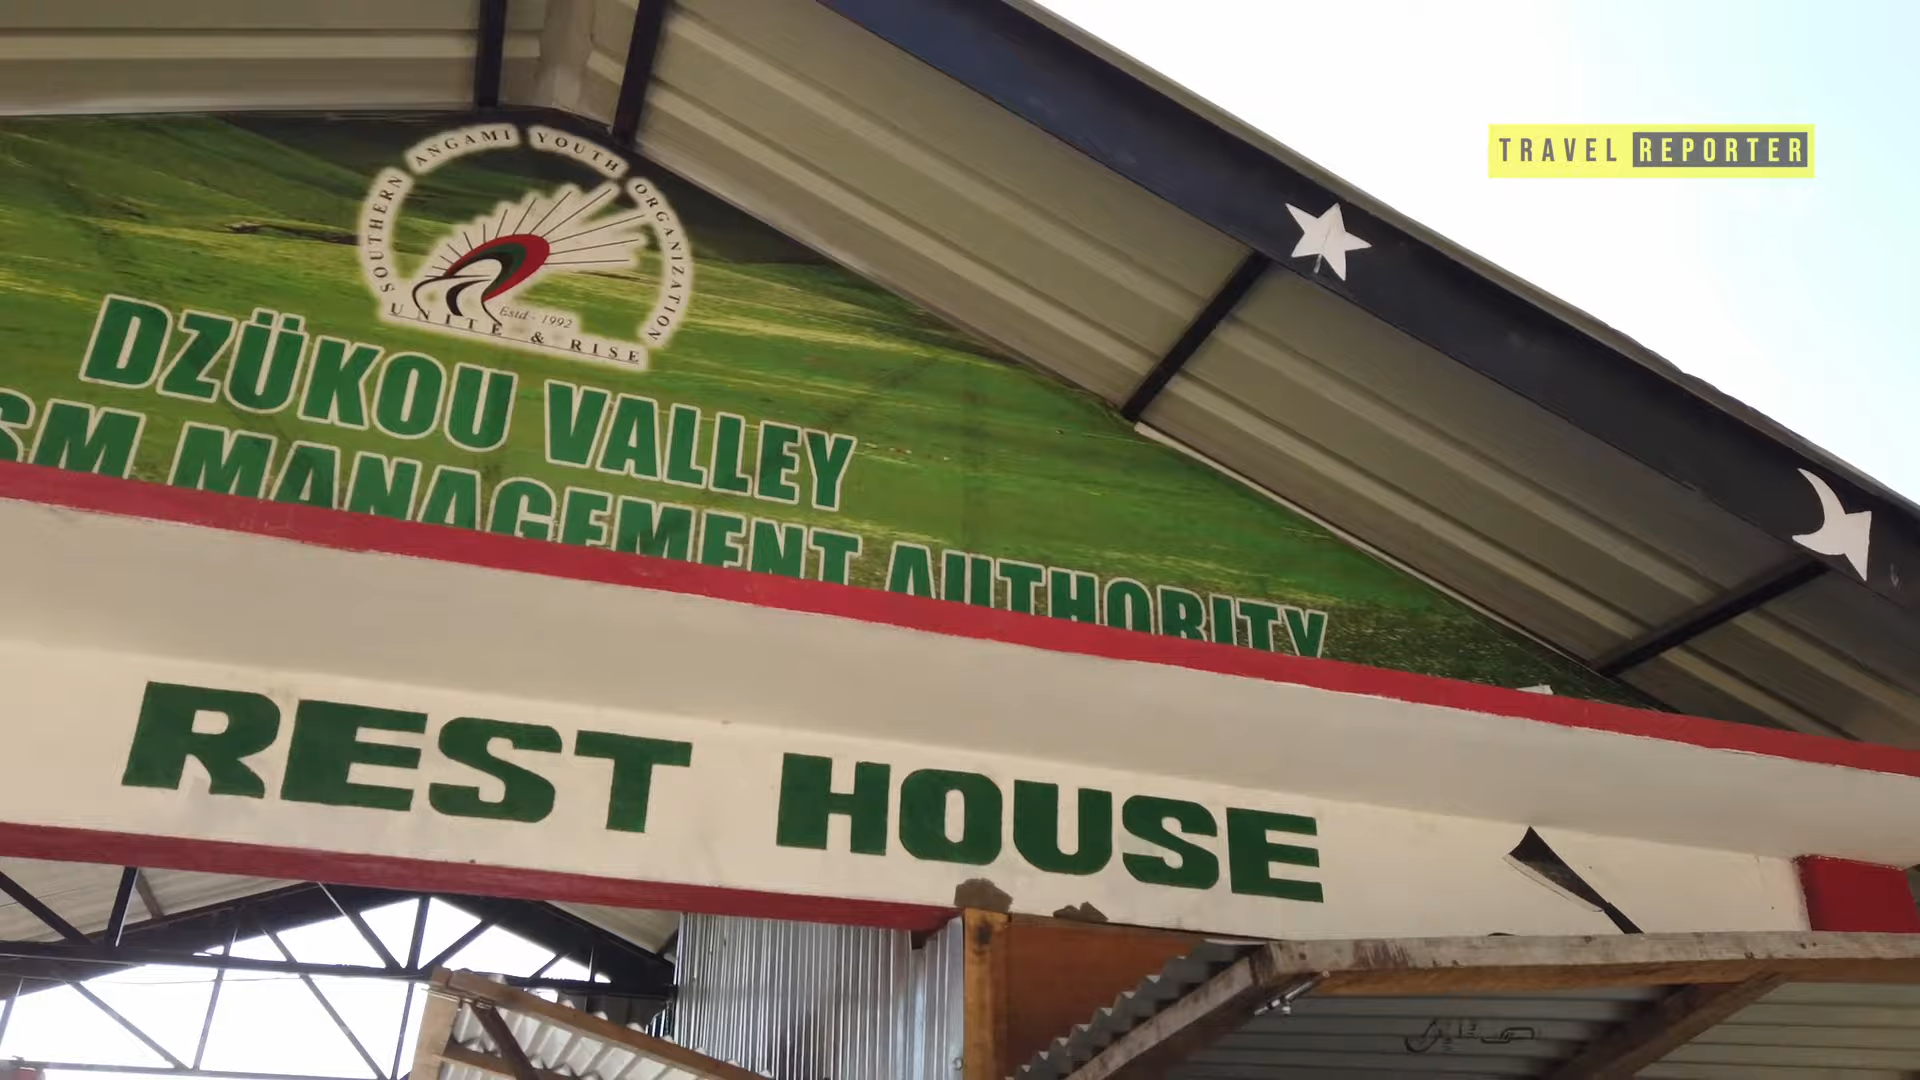 TRAVEL REPORTER
SOUTHERN ANGAMI YOUTH ORGANIZATION
Estd - 1992
UNITE & RISE
DZÜKOU VALLEY
SM MANAGEMENT AUTHORITY
REST HOUSE